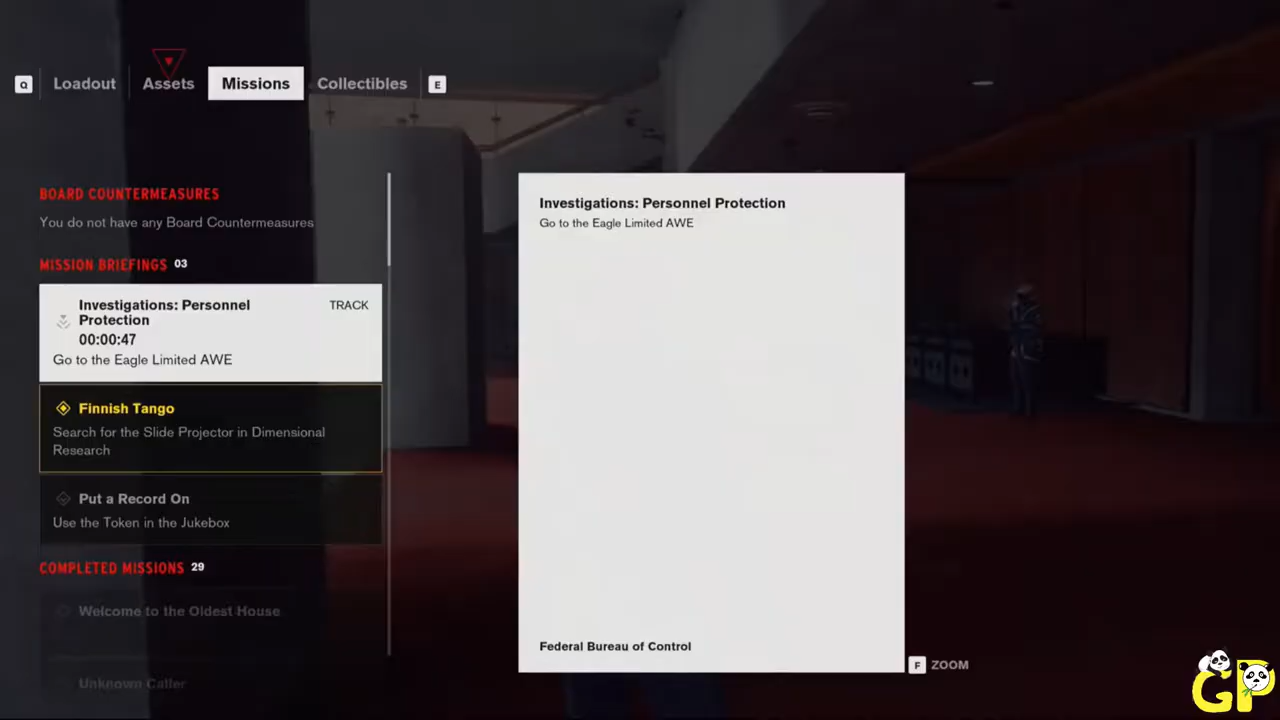 Q
Loadout
Assets
Missions
Collectibles
E
BOARD COUNTERMEASURES
You do not have any Board Countermeasures
MISSION BRIEFINGS 03
Investigations: Personnel
Protection
TRACK
00:00:47
Go to the Eagle Limited AWE
Finnish Tango
Search for the Slide Projector in Dimensional
Research
Put a Record On
Use the Token in the Jukebox
COMPLETED MISSIONS 29
Welcome to the Oldest House
Unknown Caller
Investigations: Personnel Protection
Go to the Eagle Limited AWE
Federal Bureau of Control
F ZOOM
GP